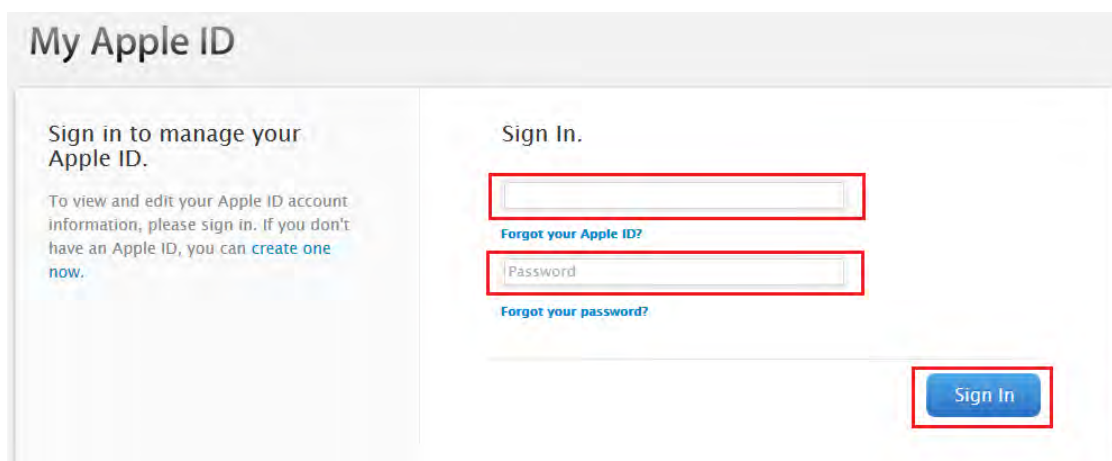 My Apple ID
Sign in to manage your
Apple ID.
To view and edit your Apple ID account
information, please sign in. If you don't
have an Apple ID, you can create one
now.
Sign In.
Forgot your Apple ID?
Password
Forgot your password?
Sign In